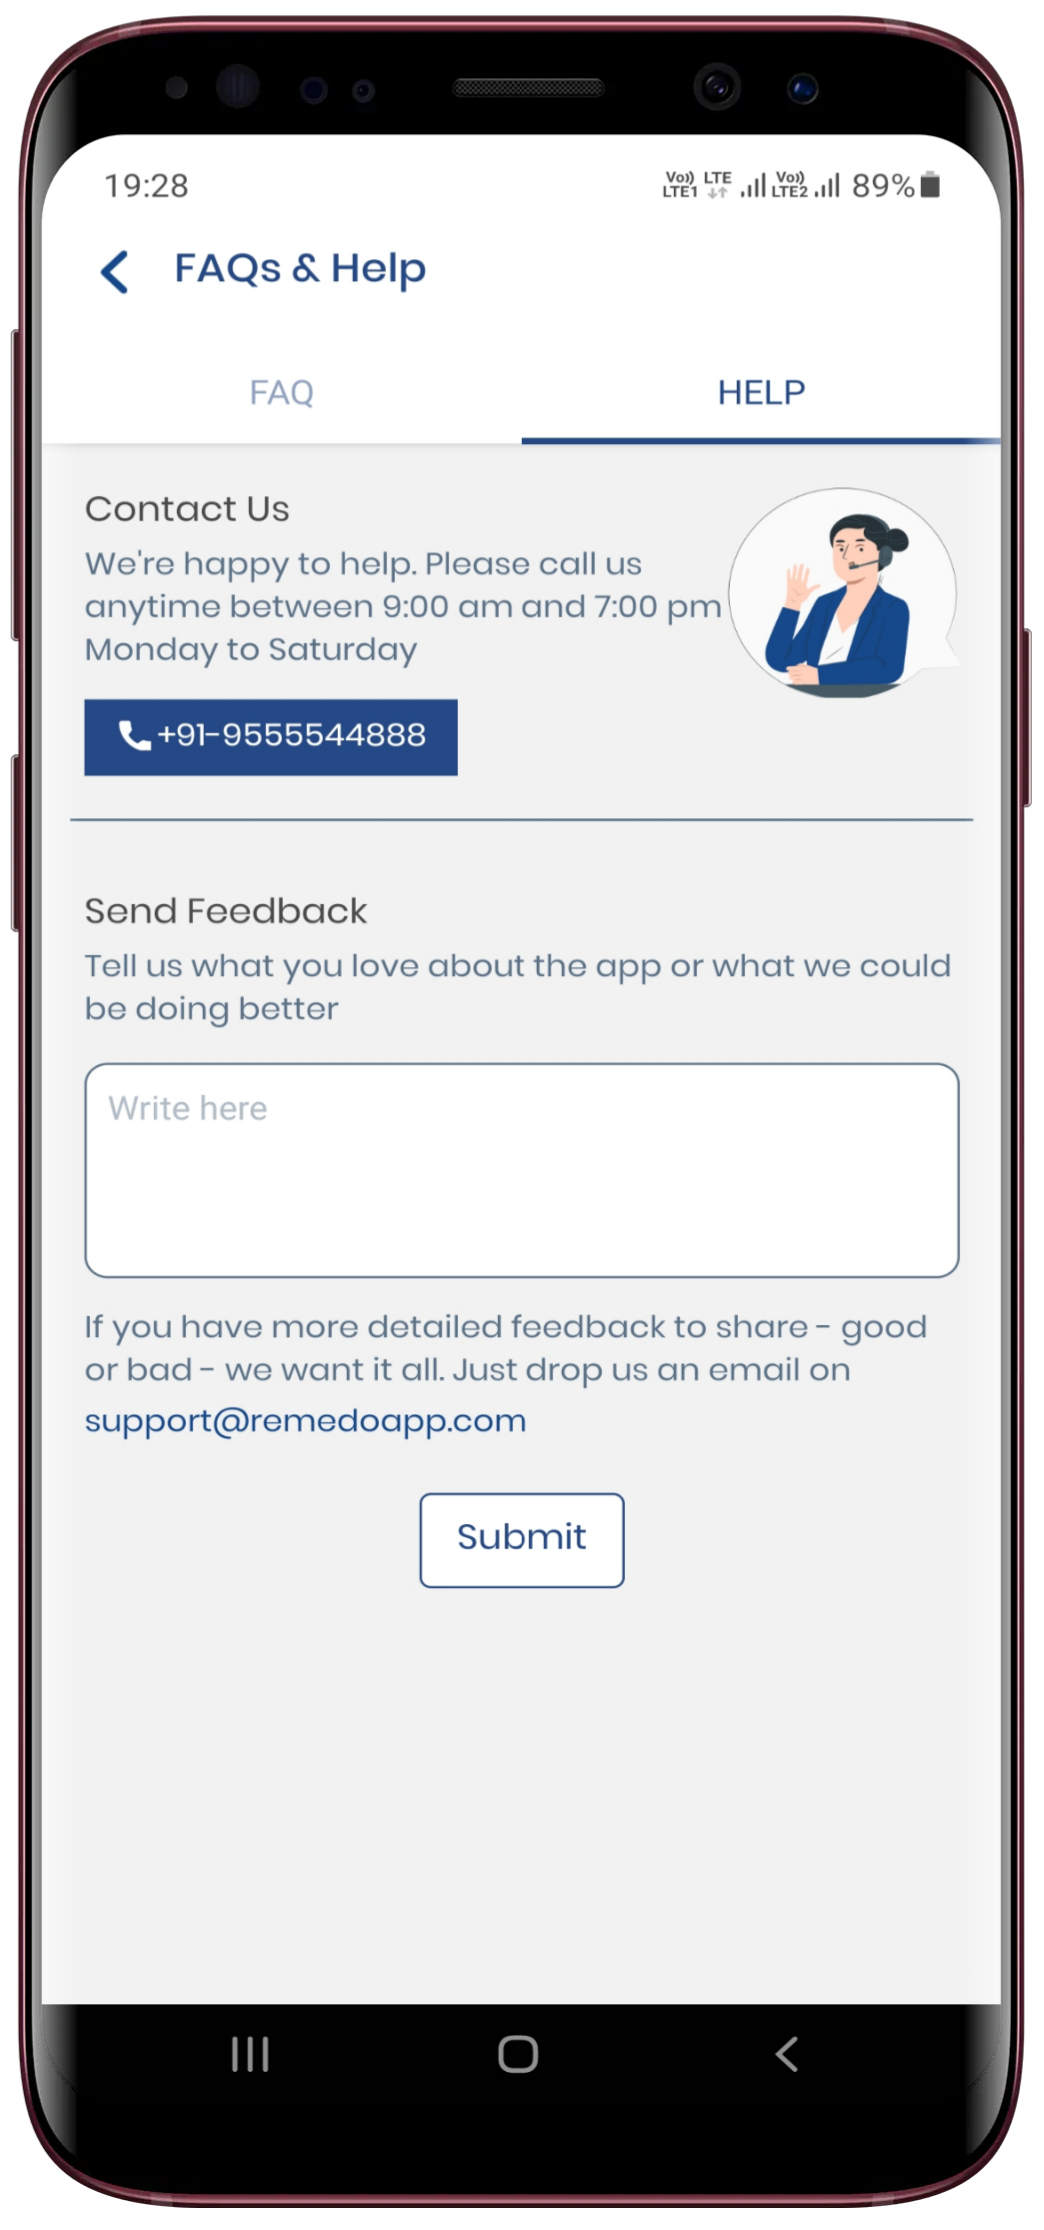 19:28 Vo)) LTE1 LTE Vo)) LTE2 89%
FAQs & Help
FAQ HELP
Contact Us
We're happy to help. Please call us
anytime between 9:00 am and 7:00 pm
Monday to Saturday
+91-9555544888
Send Feedback
Tell us what you love about the app or what we could
be doing better
Write here
If you have more detailed feedback to share - good
or bad - we want it all. Just drop us an email on
support@remedoapp.com
Submit